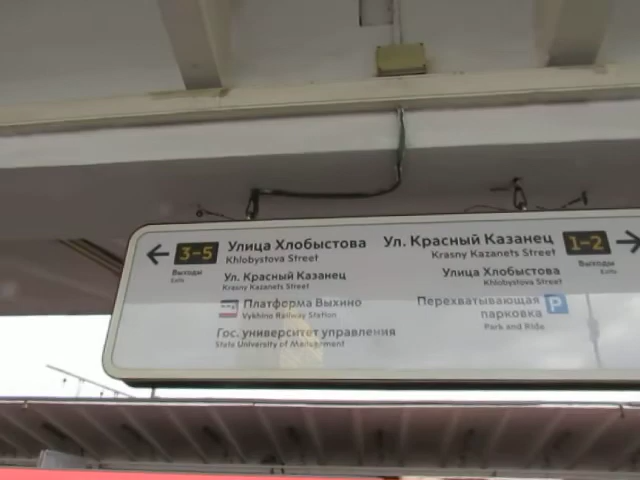 ← 3–5 Улица Хлобыстова
Khlobystova Street
Выходы
Exits
Ул. Красный Казанец
Krasny Kazanets Street
Платформа Выхино
Vykhino Railway Station
Гос. университет управления
State University of Management
Ул. Красный Казанец 1–2 →
Krasny Kazanets Street
Выходы
Exits
Улица Хлобыстова
Khlobystova Street
Перехватывающая P
парковка
Park and Ride